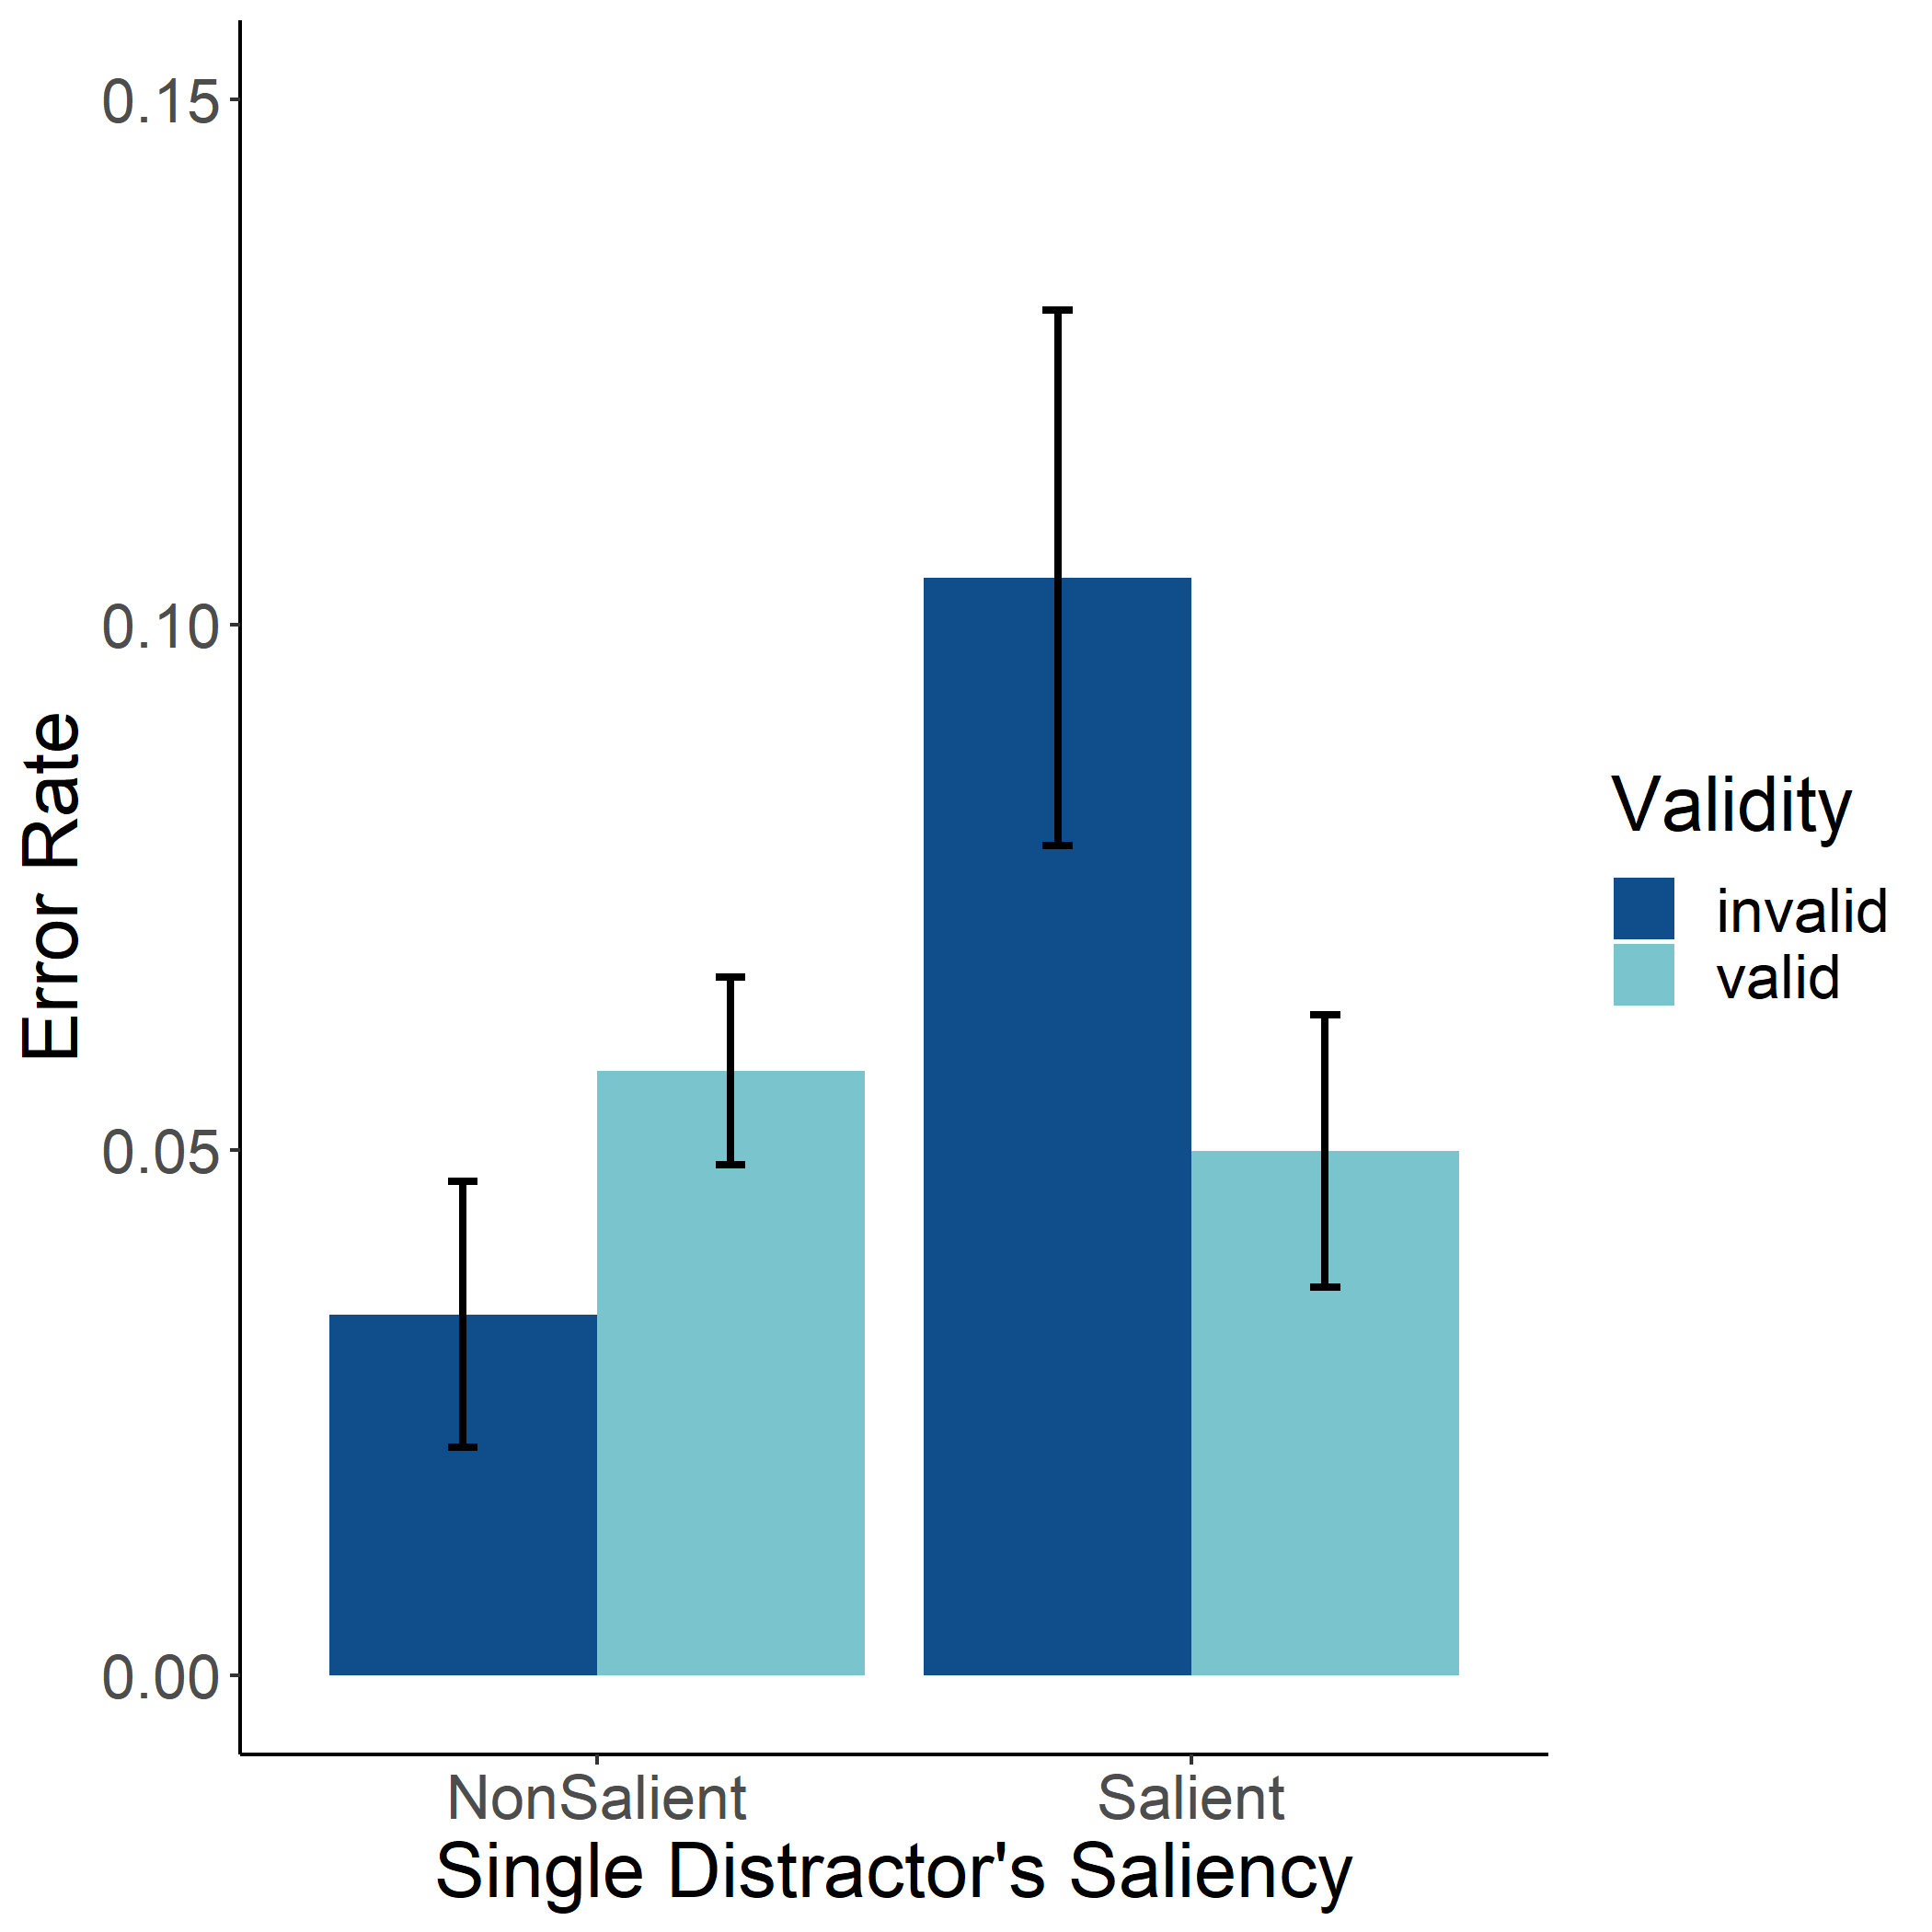 0.15
0.10
0.05
0.00
Error Rate
NonSalient Salient
Single Distractor's Saliency
Validity
invalid
valid